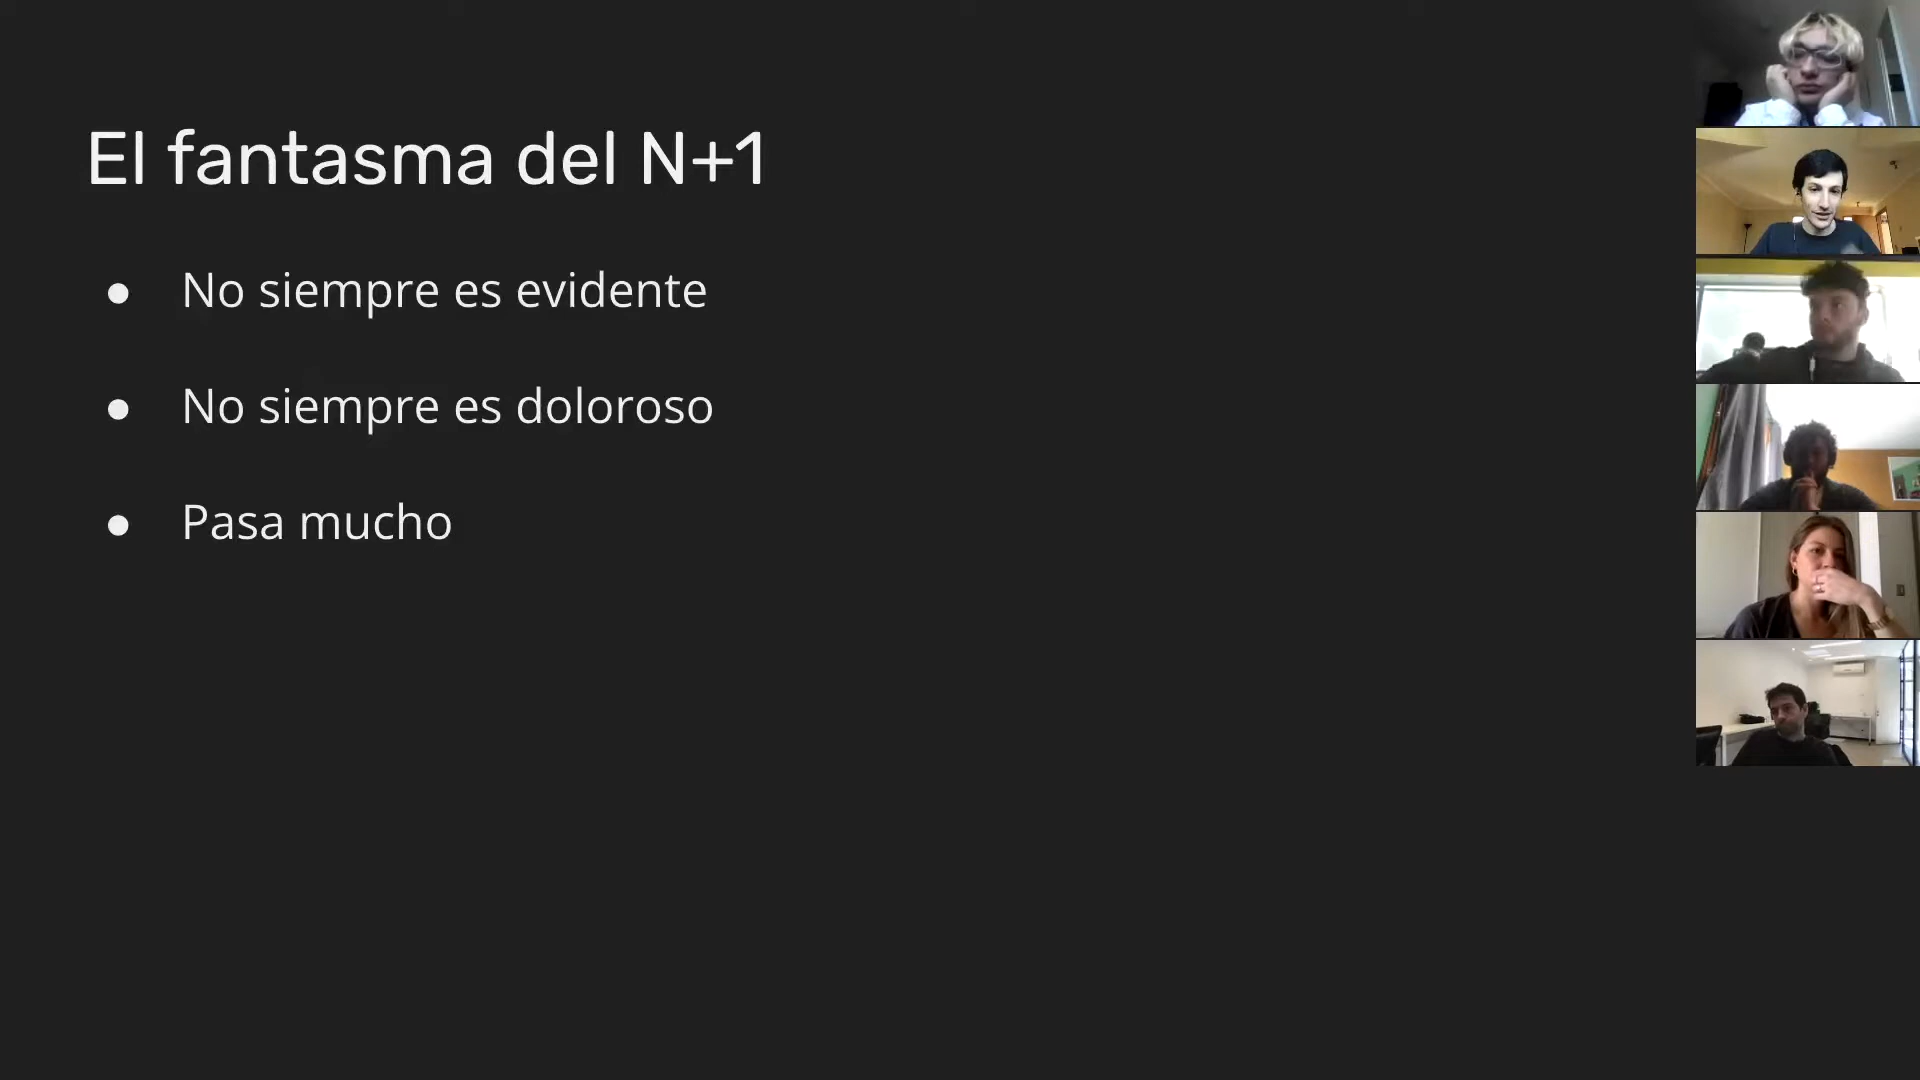 El fantasma del N+1
● No siempre es evidente
● No siempre es doloroso
● Pasa mucho